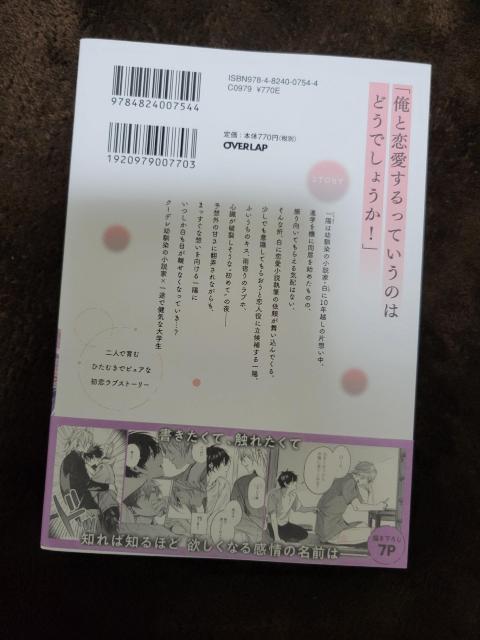 ISBN978-4-8240-0754-4
C0979 ¥770E
9784824007544
定価:本体770円(税別)
OVERLAP
1920979007703
「俺と恋愛するっていうのは
どうでしょうか!」
STORY
一陽は幼馴染の小説家・白に10年越しの片想い中。
進学を機に同居を始めたものの、
振り向いてもらえる気配はない。
そんな折、白に恋愛小説執筆の依頼が舞い込んでくる。
少しでも意識してもらおうと恋人役に立候補する一陽。
ふいうちのキス、雨宿りのラブホ、
心臓が破裂しそうな“初めて”の夜――
予想外の甘さに翻弄されながらも、
まっすぐな想いを向ける一陽に
いつしか白も目が離せなくなっていき…?
クーデレ幼馴染の小説家×一途で健気な大学生
二人で育む
ひたむきでピュアな
初恋ラブストーリー
書きたくて、触れたくて
知れば知るほど 欲しくなる感情の名前は――
描き下ろし
7P